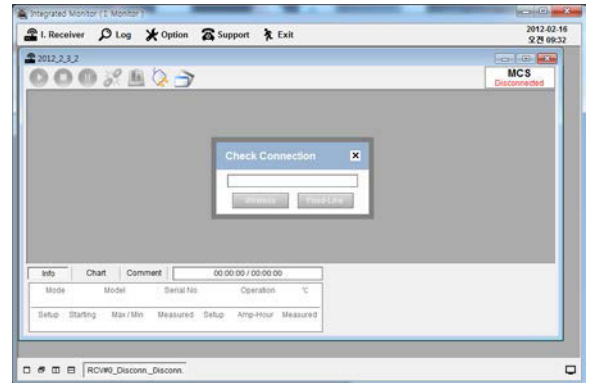 Integrated Monitor ( I. Monitor )
I. Receiver Log Option Support Exit
2012-02-16
오전 09:32
2012_2_3_2
MCS
Disconnected
Check Connection
Wireless Fixed-Line
Info Chart Comment 00:00:00 / 00:00:00
Mode Model Serial No. Operation ℃
Setup Starting Max / Min Measured Setup Amp-Hour Measured
RCV#0_Disconn._Disconn.